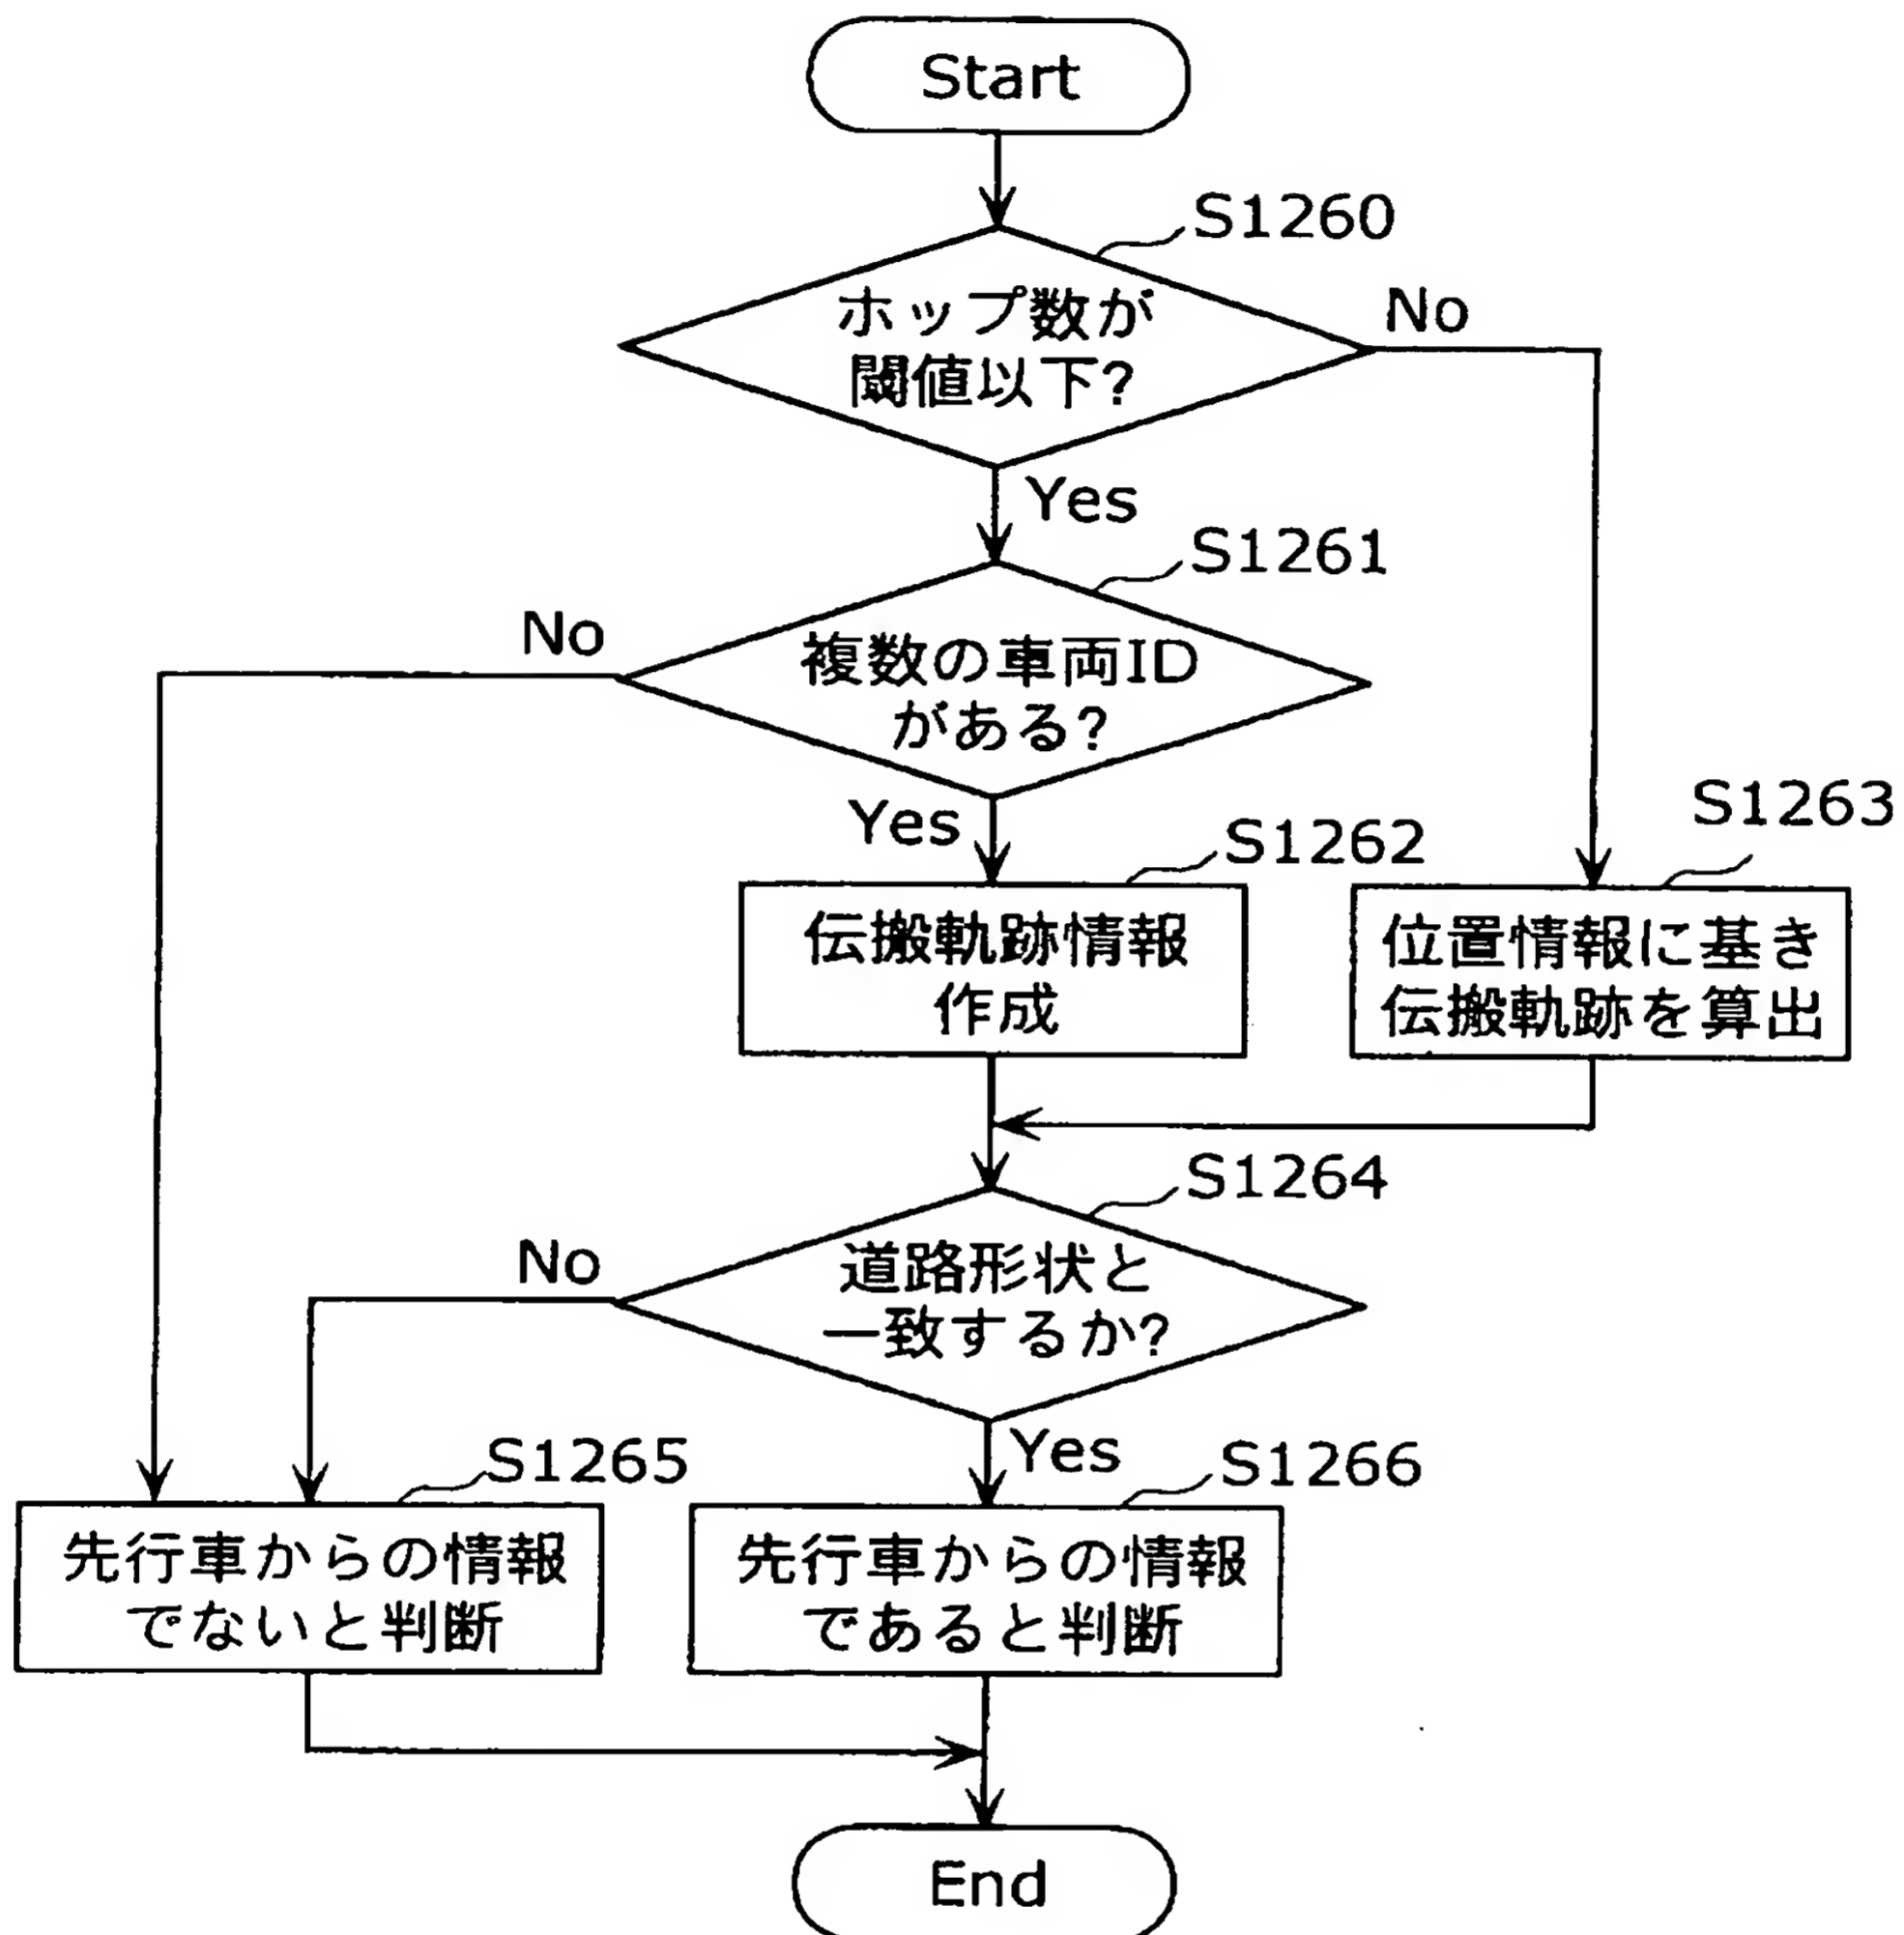 Start
S1260
ホップ数が
閾値以下?
No
Yes
S1261
No
複数の車両ID
がある?
Yes
S1262
S1263
伝搬軌跡情報
作成
位置情報に基き
伝搬軌跡を算出
S1264
No
道路形状と
一致するか?
Yes
S1265
S1266
先行車からの情報
でないと判断
先行車からの情報
であると判断
End